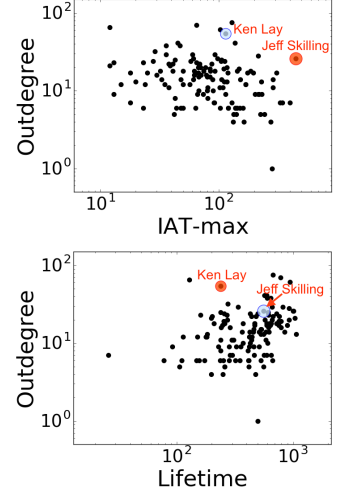 Outdegree
10²
10¹
10⁰
Ken Lay
Jeff Skilling
10¹
10²
IAT-max
Outdegree
10²
10¹
10⁰
Ken Lay
Jeff Skilling
10²
10³
Lifetime